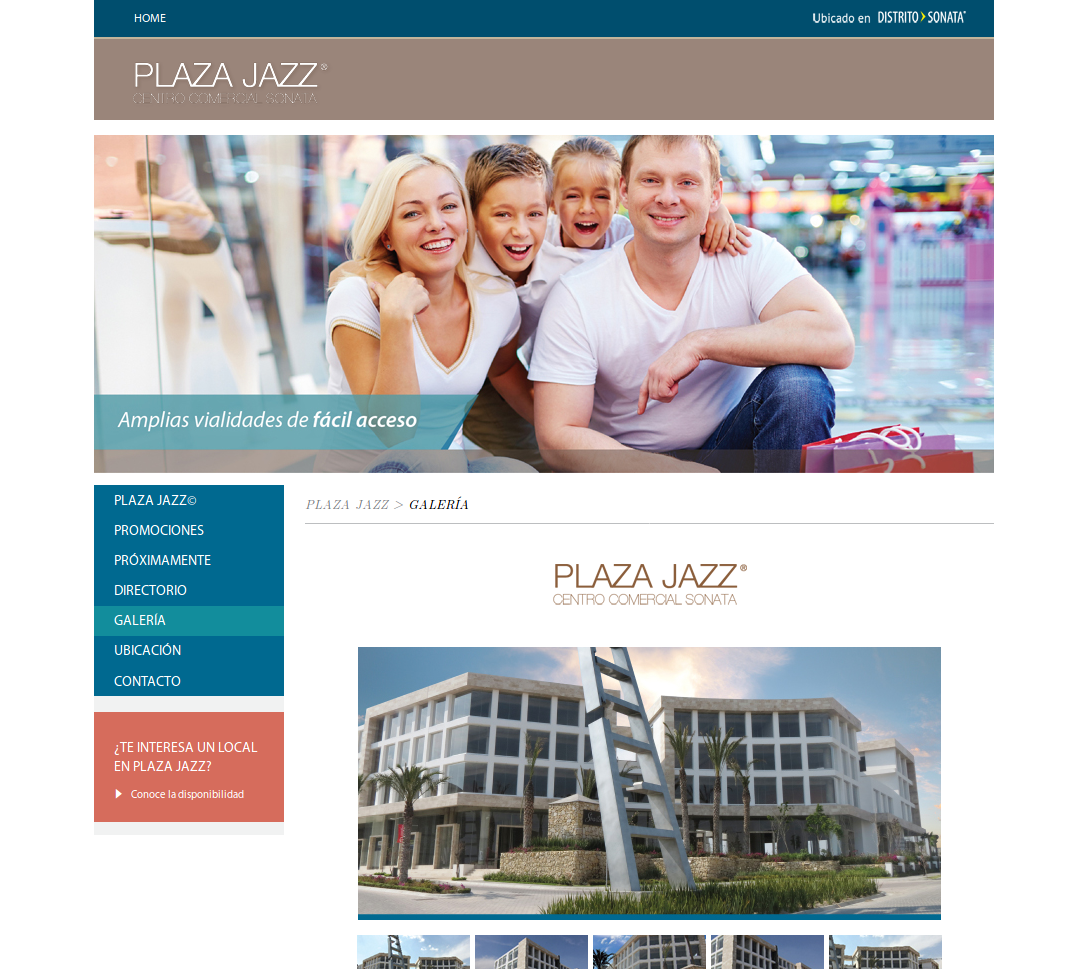 HOME
Ubicado en DISTRITO SONATA
PLAZA JAZZ®
CENTRO COMERCIAL SONATA
Amplias vialidades de fácil acceso
PLAZA JAZZ©
PROMOCIONES
PRÓXIMAMENTE
DIRECTORIO
GALERÍA
UBICACIÓN
CONTACTO
¿TE INTERESA UN LOCAL
EN PLAZA JAZZ?
Conoce la disponibilidad
PLAZA JAZZ > GALERÍA
PLAZA JAZZ®
CENTRO COMERCIAL SONATA